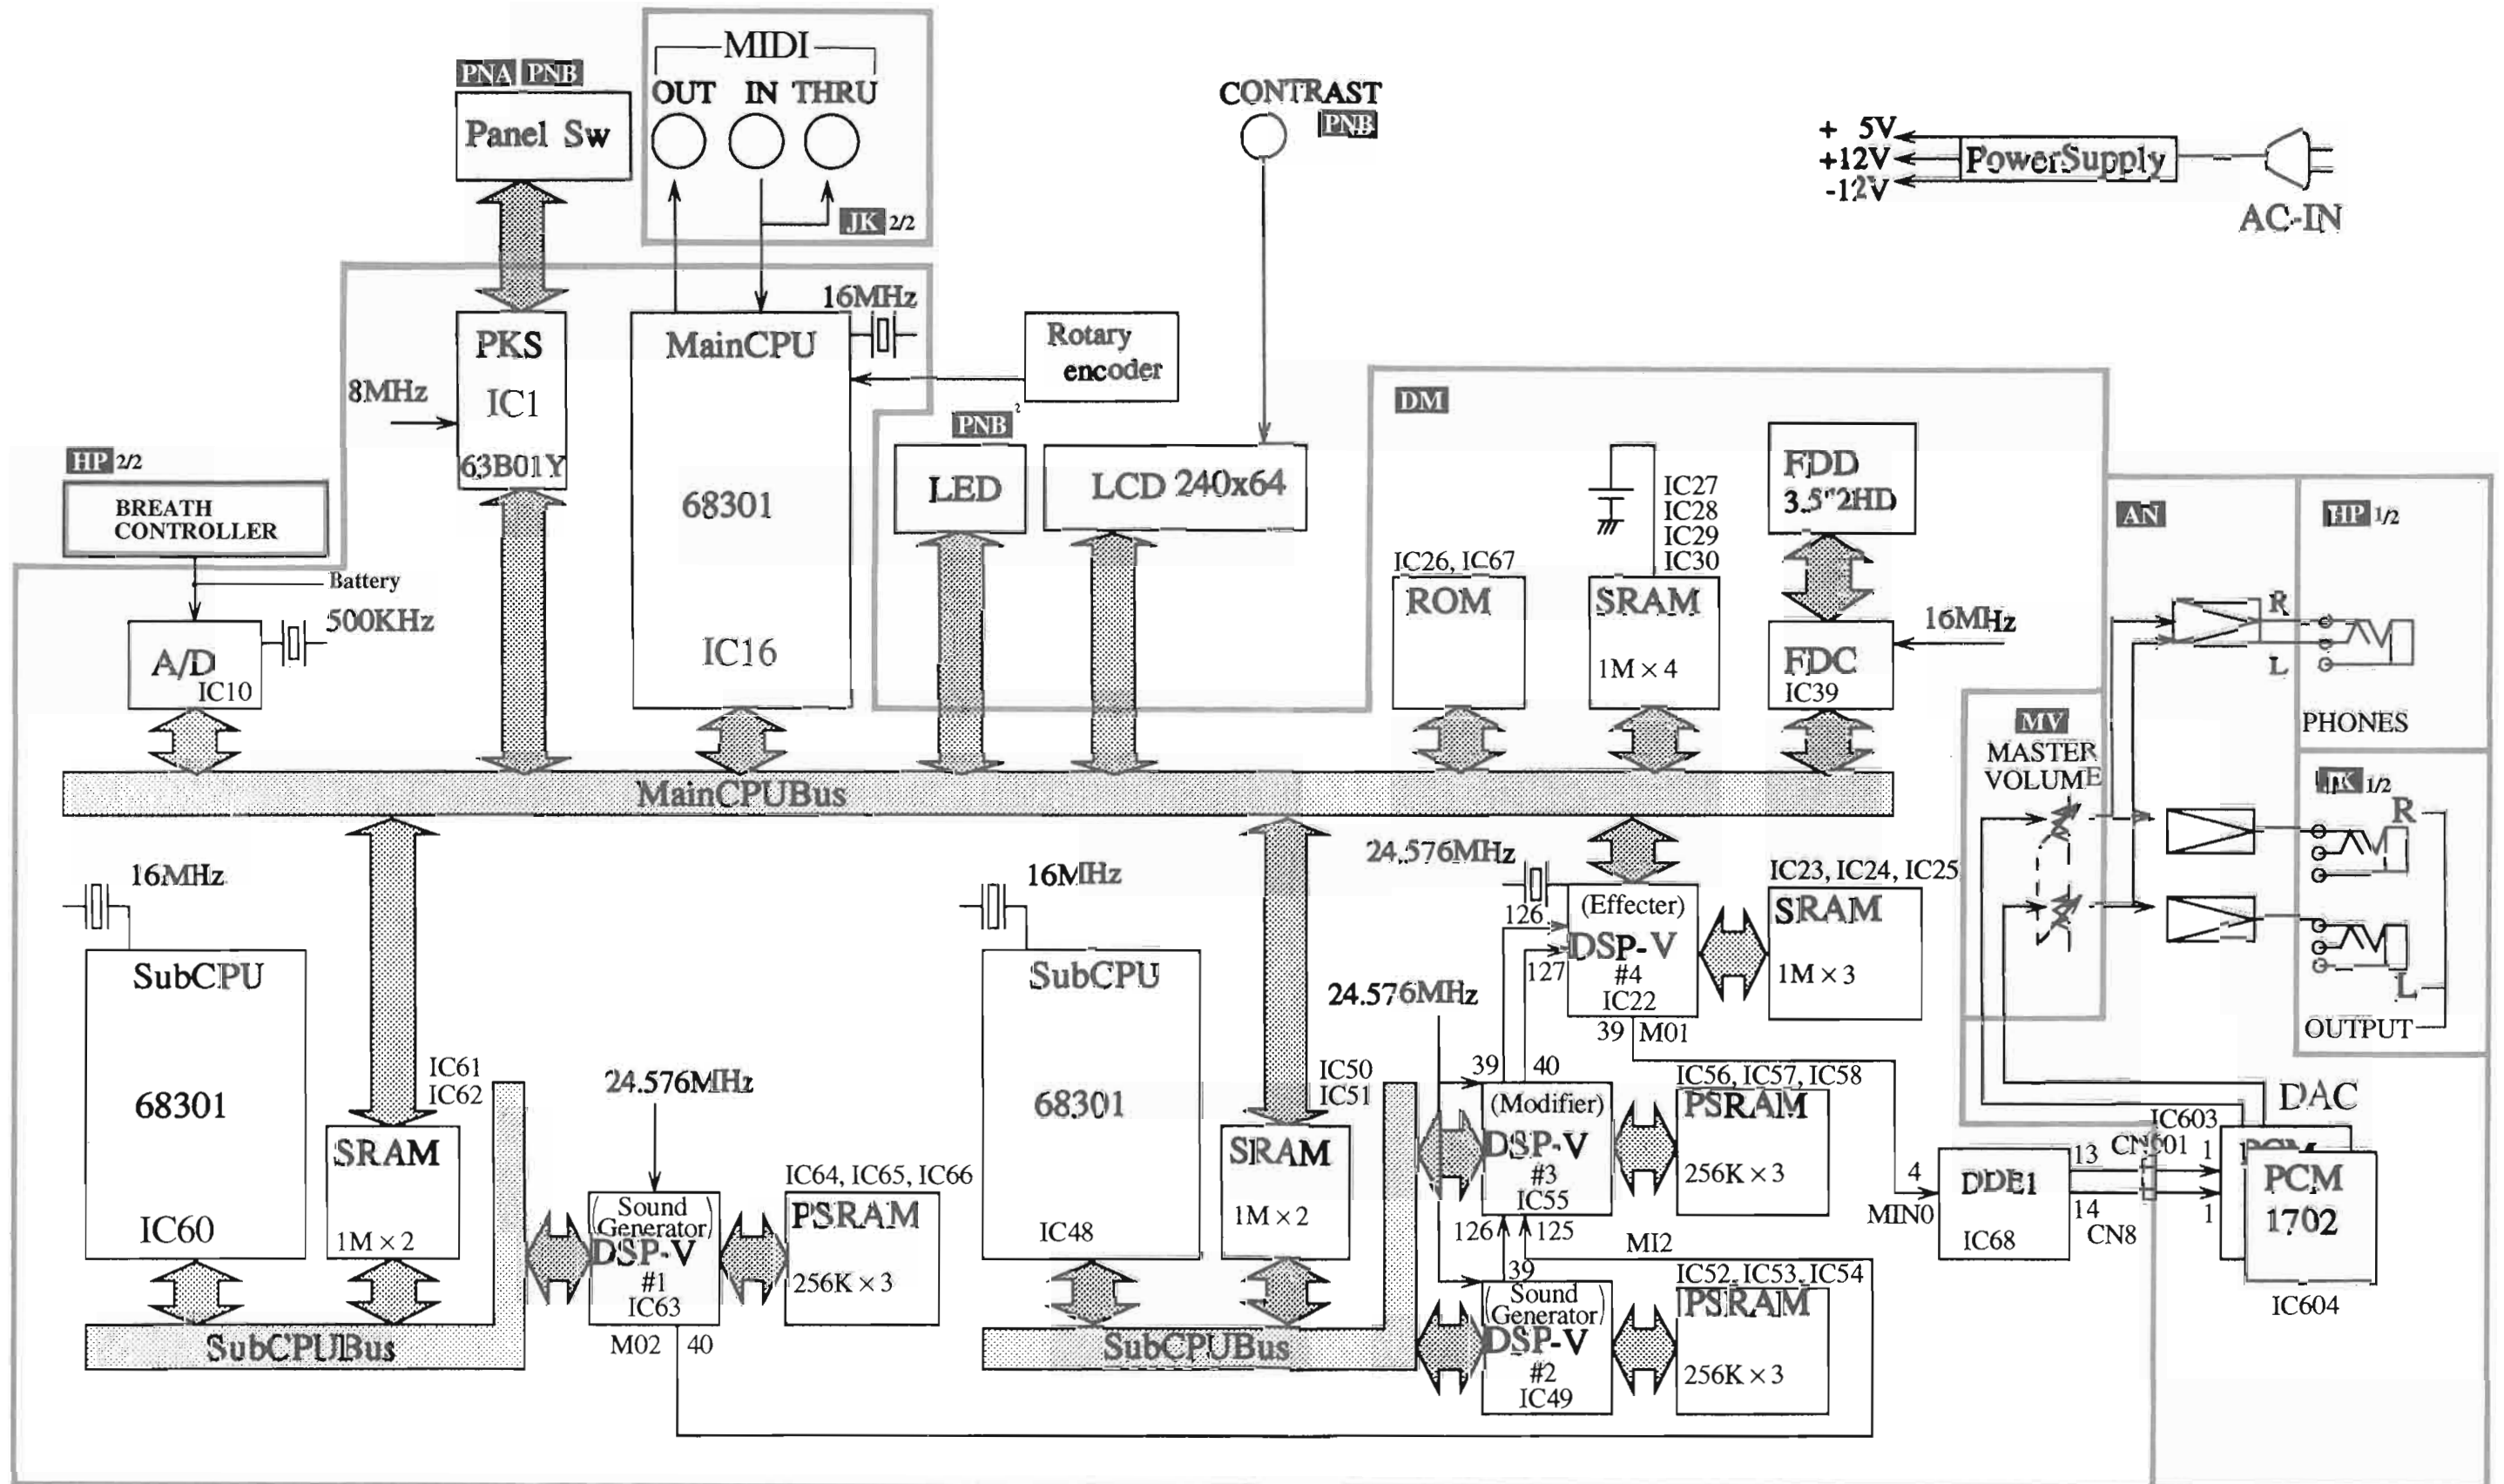 MIDI
OUT IN THRU
JK 2/2
PNA PNB
Panel Sw
CONTRAST
PNB
+ 5V
+12V
-12V
PowerSupply
AC-IN
PKS
IC1
63B01Y
8MHz
MainCPU
68301
IC16
16MHz
Rotary
encoder
PNB
LED
LCD 240x64
DM
HP 2/2
BREATH
CONTROLLER
Battery
500KHz
A/D
IC10
IC26, IC67
ROM
IC27
IC28
IC29
IC30
SRAM
1M × 4
FDD
3.5"2HD
FDC
IC39
16MHz
AN
HP 1/2
R
L
PHONES
MV
MASTER
VOLUME
JK 1/2
R
L
OUTPUT
MainCPUBus
16MHz
SubCPU
68301
IC60
IC61
IC62
SRAM
1M × 2
SubCPUBus
24.576MHz
(Sound
Generator)
DSP-V
#1
IC63
M02 40
IC64, IC65, IC66
PSRAM
256K × 3
16MHz
SubCPU
68301
IC48
IC50
IC51
SRAM
1M × 2
SubCPUBus
24.576MHz
126
127
(Effecter)
DSP-V
#4
IC22
39 M01
IC23, IC24, IC25
SRAM
1M × 3
24.576MHz
39 40
(Modifier)
DSP-V
#3
IC55
126 125
IC56, IC57, IC58
PSRAM
256K × 3
MI2
39
(Sound
Generator)
DSP-V
#2
IC49
IC52, IC53, IC54
PSRAM
256K × 3
4
MIN0
DDE1
IC68
13
14
CN8
CN601
1
1
DAC
IC603
PCM
PCM
1702
IC604